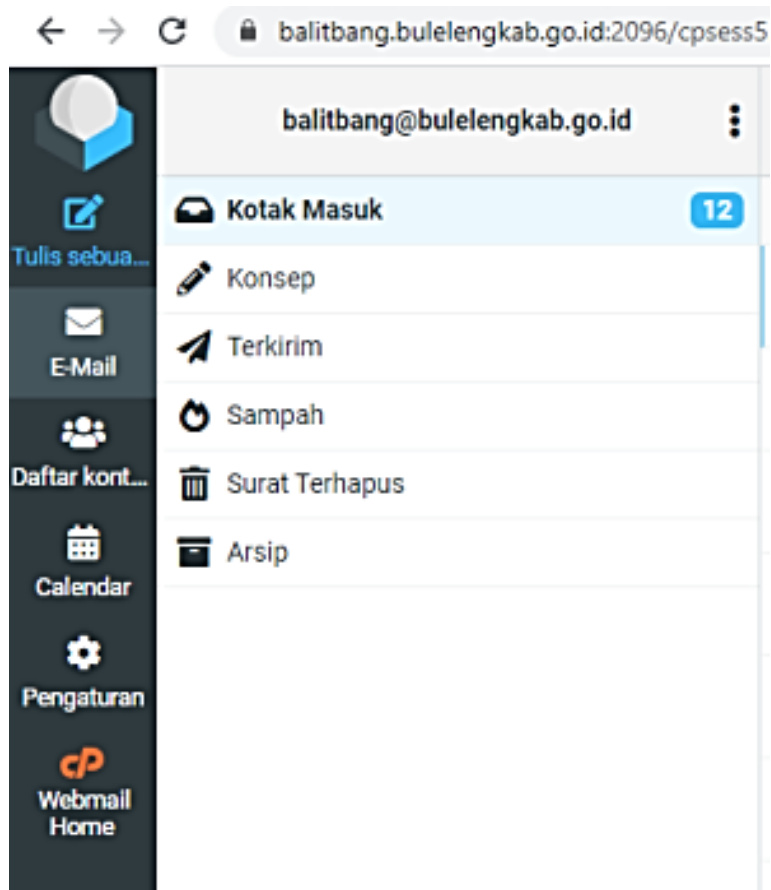 balitbang.bulelengkab.go.id:2096/cpsess5
balitbang@bulelengkab.go.id
Tulis sebua...
E-Mail
Daftar kont...
Calendar
Pengaturan
cP
Webmail
Home
Kotak Masuk 12
Konsep
Terkirim
Sampah
Surat Terhapus
Arsip